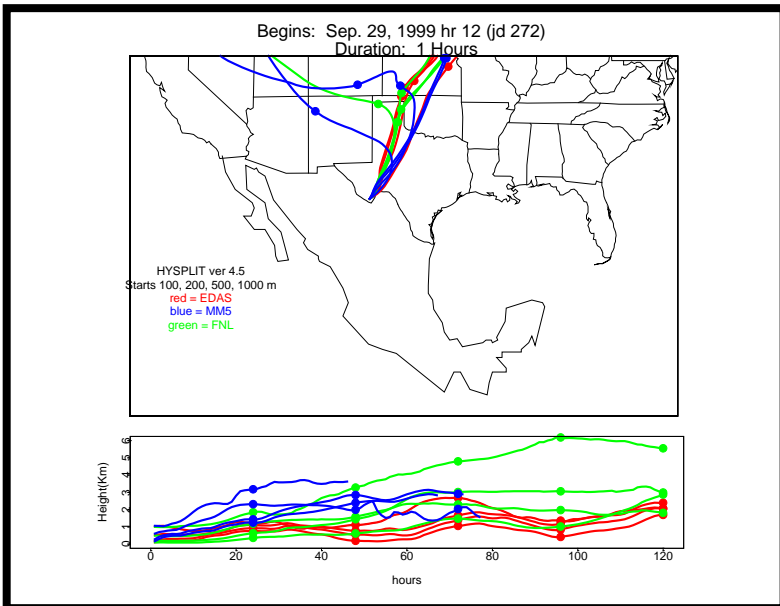 Begins: Sep. 29, 1999 hr 12 (jd 272)
Duration: 1 Hours
HYSPLIT ver 4.5
Starts 100, 200, 500, 1000 m
red = EDAS
blue = MM5
green = FNL
Height(Km)
0 1 2 3 4 5 6
0 20 40 60 80 100 120
hours